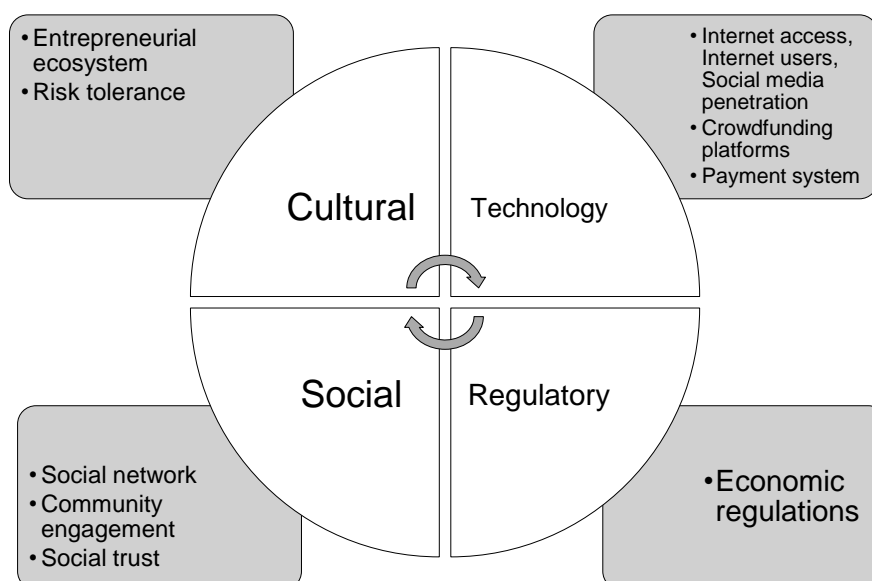 • Entrepreneurial
ecosystem
• Risk tolerance
• Internet access,
Internet users,
Social media
penetration
• Crowdfunding
platforms
• Payment system
Cultural
Technology
Social
Regulatory
• Social network
• Community
engagement
• Social trust
• Economic
regulations